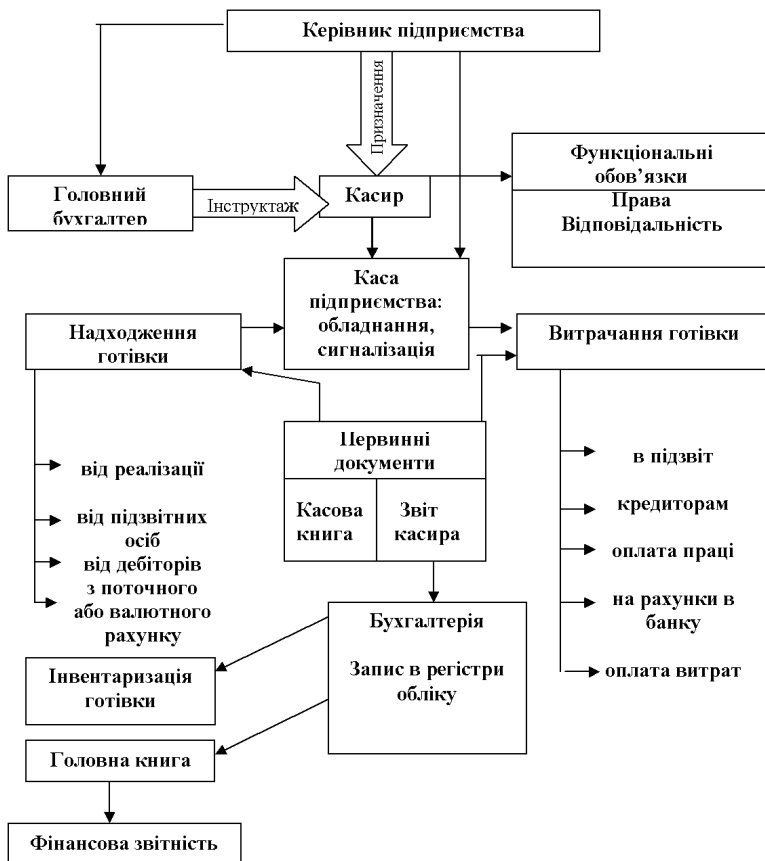 Керівник підприємства
Призначення
Функціональні
обов’язки
Права
Відповідальність
Головний
бухгалтер
Інструктаж
Касир
Каса
підприємства:
обладнання,
сигналізація
Надходження
готівки
Витрачання готівки
Первинні
документи
Касова
книга
Звіт
касира
від реалізації
від підзвітних
осіб
від дебіторів
з поточного
або валютного
рахунку
в підзвіт
кредиторам
оплата праці
на рахунки в
банку
оплата витрат
Бухгалтерія
Запис в регістри
обліку
Інвентаризація
готівки
Головна книга
Фінансова звітність